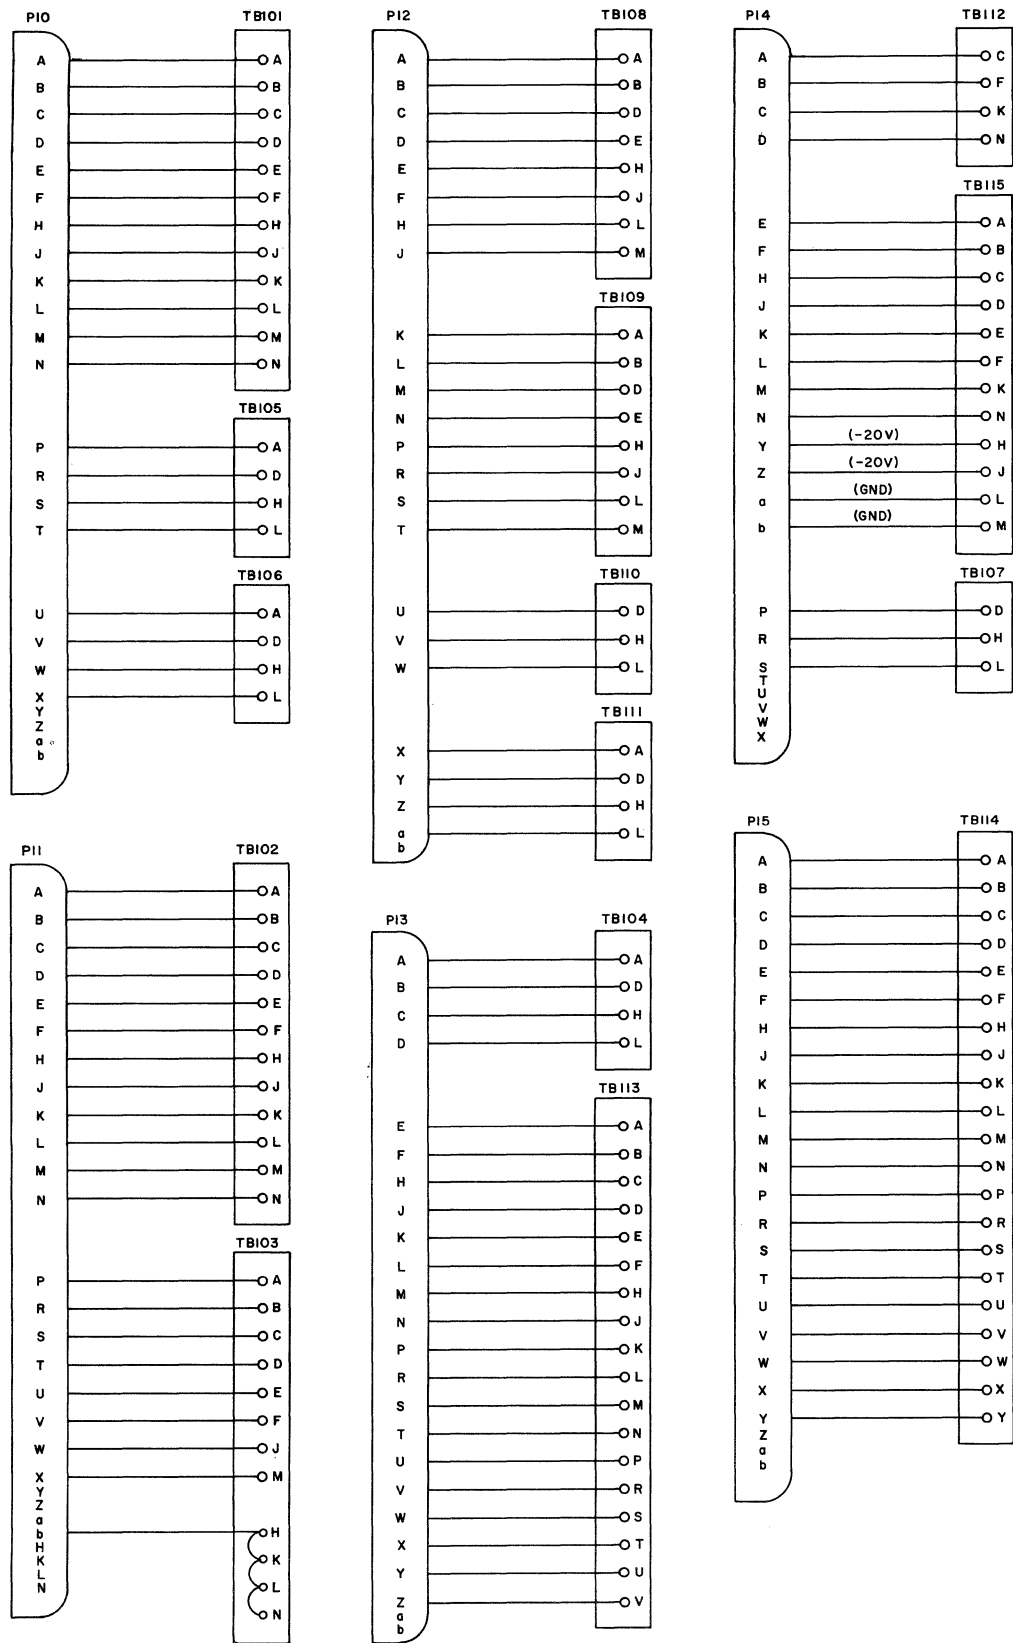 P10 TB101
A A
B B
C C
D D
E E
F F
H H
J J
K K
L L
M M
N N
TB105
P A
R D
S H
T L
TB106
U A
V D
W H
X L
Y
Z
a
b
P11 TB102
A A
B B
C C
D D
E E
F F
H H
J J
K K
L L
M M
N N
TB103
P A
R B
S C
T D
U E
V F
W J
X M
Y
Z
a
b H
H
K K
L L
N
N
P12 TB108
A A
B B
C D
D E
E H
F J
H L
J M
TB109
K A
L B
M D
N E
P H
R J
S L
T M
TB110
U D
V H
W L
TB111
X A
Y D
Z H
a L
b
P13 TB104
A A
B D
C H
D L
TB113
E A
F B
H C
J D
K E
L F
M H
N J
P K
R L
S M
T N
U P
V R
W S
X T
Y U
Z V
a
b
P14 TB112
A C
B F
C K
D N
TB115
E A
F B
H C
J D
K E
L F
M K
N N
Y (-20V) H
Z (-20V) J
a (GND) L
b (GND) M
TB107
P D
R H
S L
T
U
V
W
X
P15 TB114
A A
B B
C C
D D
E E
F F
H H
J J
K K
L L
M M
N N
P P
R R
S S
T T
U U
V V
W W
X X
Y Y
Z
a
b